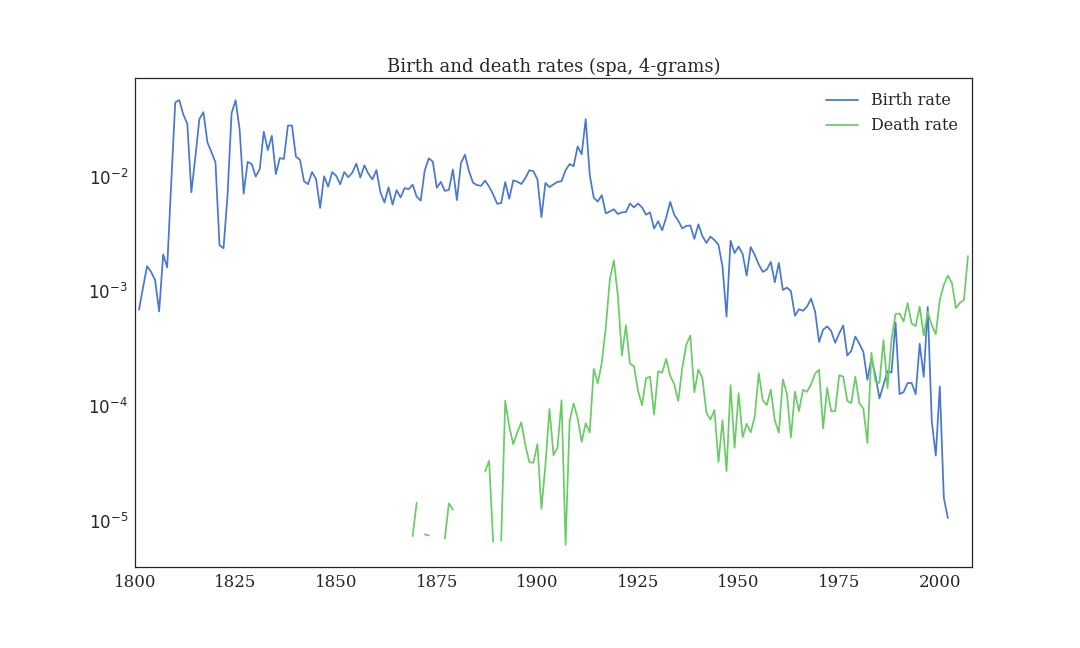 Birth and death rates (spa, 4-grams)
Birth rate
Death rate
10⁻²
10⁻³
10⁻⁴
10⁻⁵
1800 1825 1850 1875 1900 1925 1950 1975 2000